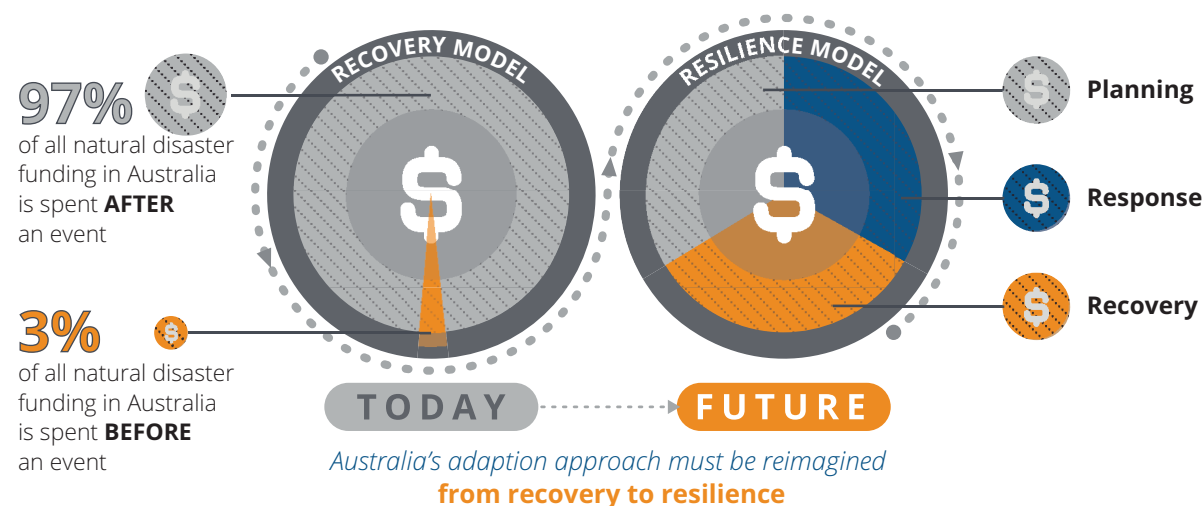 RECOVERY MODEL
RESILIENCE MODEL
97%
of all natural disaster
funding in Australia
is spent AFTER
an event
3%
of all natural disaster
funding in Australia
is spent BEFORE
an event
$
$
$
$
Planning
$
Response
$
Recovery
$
TODAY
FUTURE
Australia’s adaption approach must be reimagined
from recovery to resilience